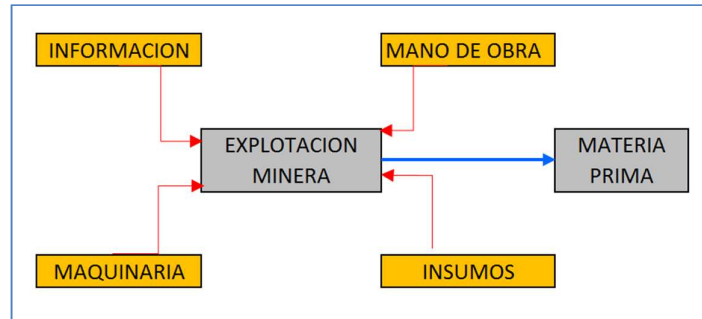 INFORMACION
MANO DE OBRA
EXPLOTACION
MINERA
MATERIA
PRIMA
MAQUINARIA
INSUMOS